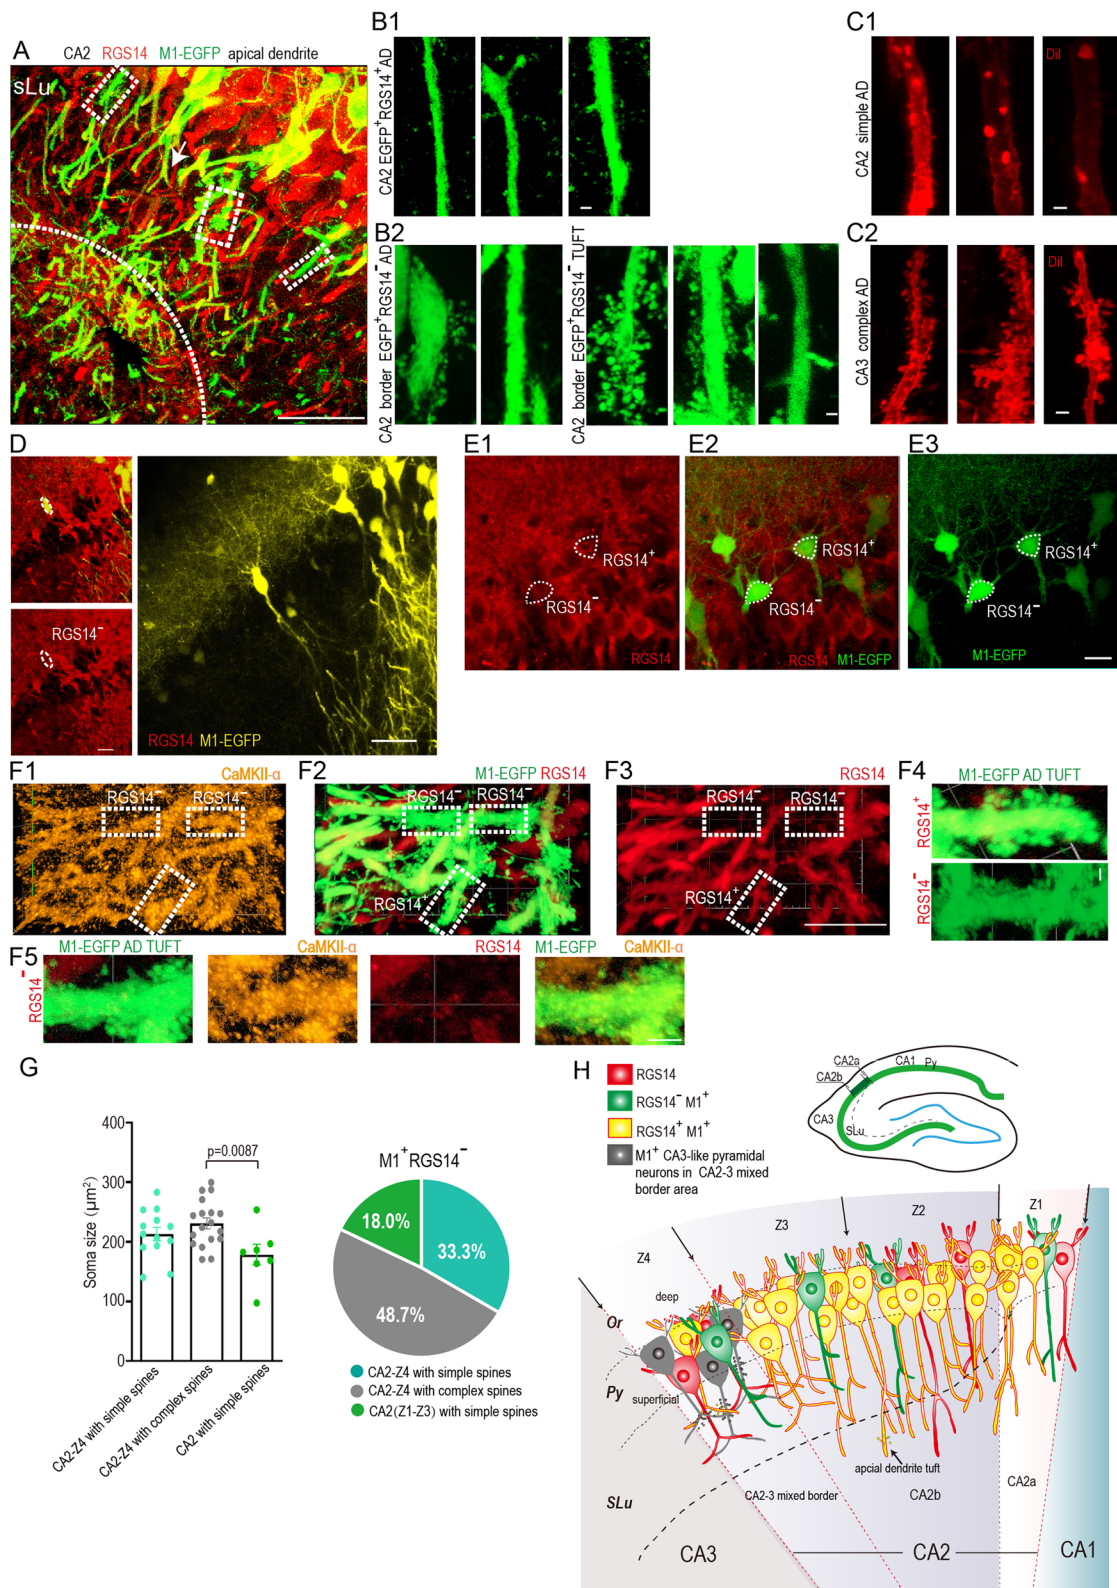 A
CA2 RGS14 M1-EGFP apical dendrite
sLu
B1
CA2 EGFP⁺RGS14⁺AD
B2
CA2 border EGFP⁺RGS14⁻ AD
CA2 border EGFP⁺RGS14⁻ TUFT
C1
CA2 simple AD
DiI
C2
CA3 complex AD
DiI
D
RGS14⁻
RGS14 M1-EGFP
E1
RGS14⁺
RGS14⁻
RGS14
E2
RGS14⁺
RGS14⁻
RGS14 M1-EGFP
E3
RGS14⁺
RGS14⁻
M1-EGFP
F1
CaMKII-α
RGS14⁻ RGS14⁻
F2
M1-EGFP RGS14
RGS14⁻ RGS14⁻
RGS14⁺
F3
RGS14
RGS14⁻ RGS14⁻
RGS14⁺
F4
M1-EGFP AD TUFT
RGS14⁺
RGS14⁻
F5
RGS14⁻
M1-EGFP AD TUFT
CaMKII-α
RGS14
M1-EGFP CaMKII-α
G
Soma size (μm²)
400
300
200
100
0
p=0.0087
CA2-Z4 with simple spines
CA2-Z4 with complex spines
CA2 with simple spines
M1⁺RGS14⁻
18.0%
33.3%
48.7%
CA2-Z4 with simple spines
CA2-Z4 with complex spines
CA2(Z1-Z3) with simple spines
H
RGS14
RGS14⁻ M1⁺
RGS14⁺ M1⁺
M1⁺ CA3-like pyramidal
neurons in CA2-3 mixed
border area
CA2a
CA2b
CA1
Py
CA3
SLu
Z4
Z3
Z2
Z1
deep
Or
Py
superficial
SLu
apcial dendrite tuft
CA2-3 mixed border
CA2b
CA2a
CA3
CA2
CA1